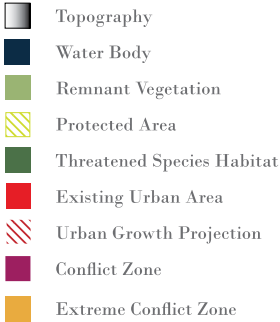 Topography
Water Body
Remnant Vegetation
Protected Area
Threatened Species Habitat
Existing Urban Area
Urban Growth Projection
Conflict Zone
Extreme Conflict Zone